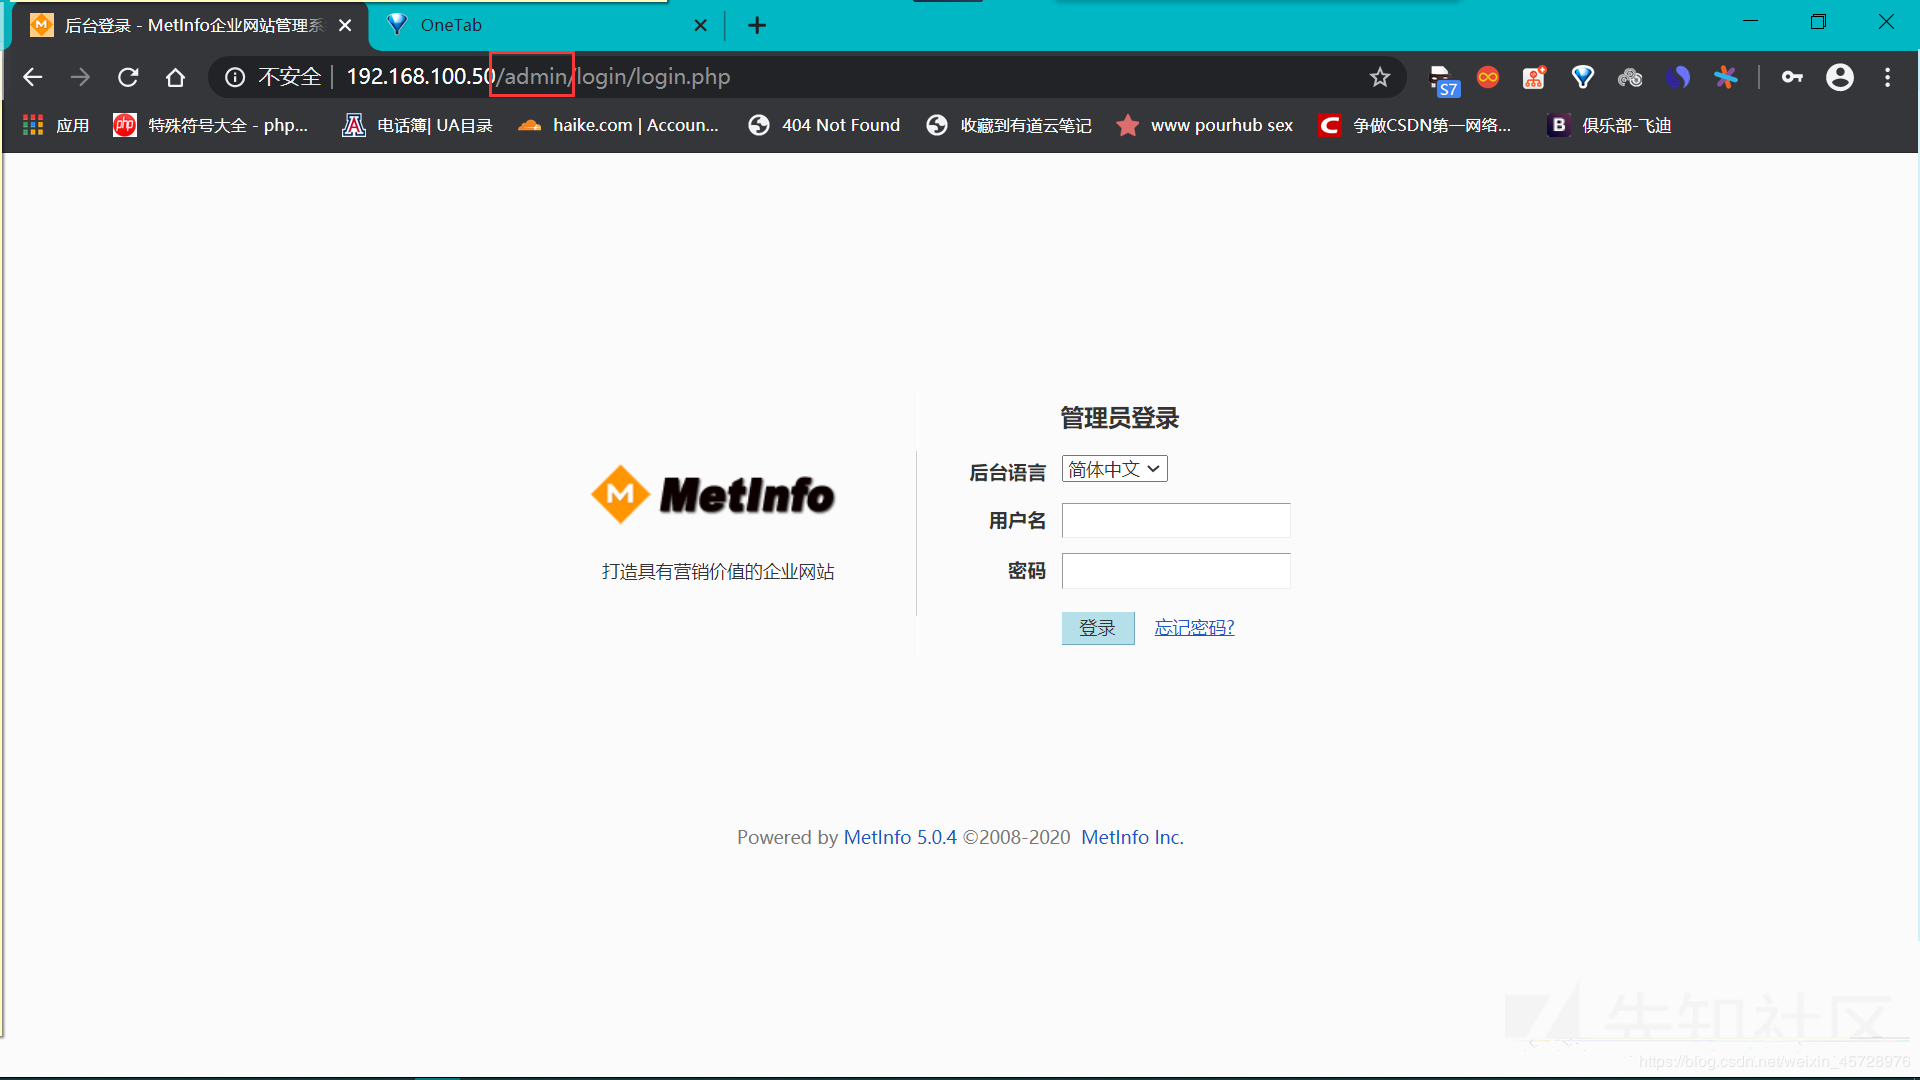 后台登录 - MetInfo企业网站管理系
OneTab
不安全 | 192.168.100.50/admin/login/login.php
S7
应用
php 特殊符号大全 - php...
电话簿| UA目录
haike.com | Accoun...
404 Not Found
收藏到有道云笔记
www pourhub sex
C 争做CSDN第一网络...
B 俱乐部-飞迪
管理员登录
后台语言 简体中文
M MetInfo
用户名
打造具有营销价值的企业网站
密码
登录 忘记密码?
Powered by MetInfo 5.0.4 ©2008-2020 MetInfo Inc.
先知社区
https://blog.csdn.net/weixin_45728976